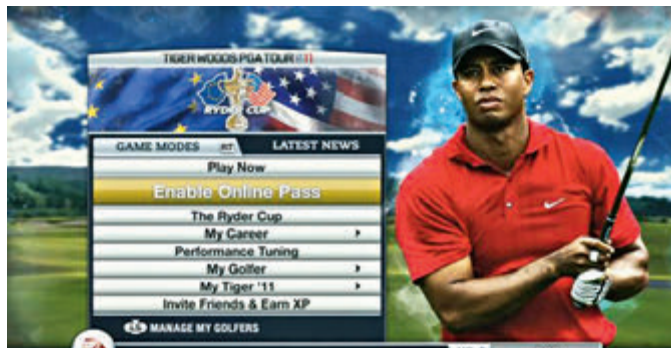 TIGER WOODS PGA TOUR 11
RYDER CUP
GAME MODES RT LATEST NEWS
Play Now
Enable Online Pass
The Ryder Cup
My Career
Performance Tuning
My Golfer
My Tiger '11
Invite Friends & Earn XP
LS MANAGE MY GOLFERS